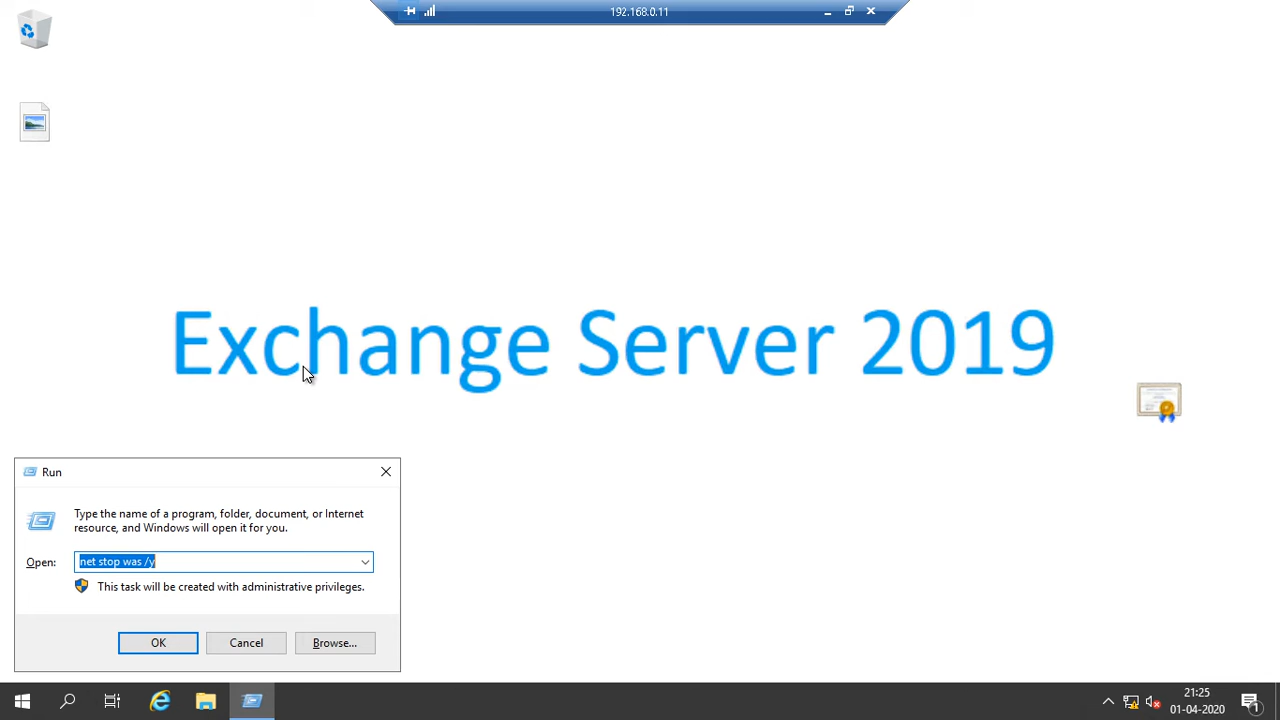 192.168.0.11
Exchange Server 2019
Run
Type the name of a program, folder, document, or Internet
resource, and Windows will open it for you.
Open:
net stop was /y
This task will be created with administrative privileges.
OK
Cancel
Browse...
21:25
01-04-2020
1